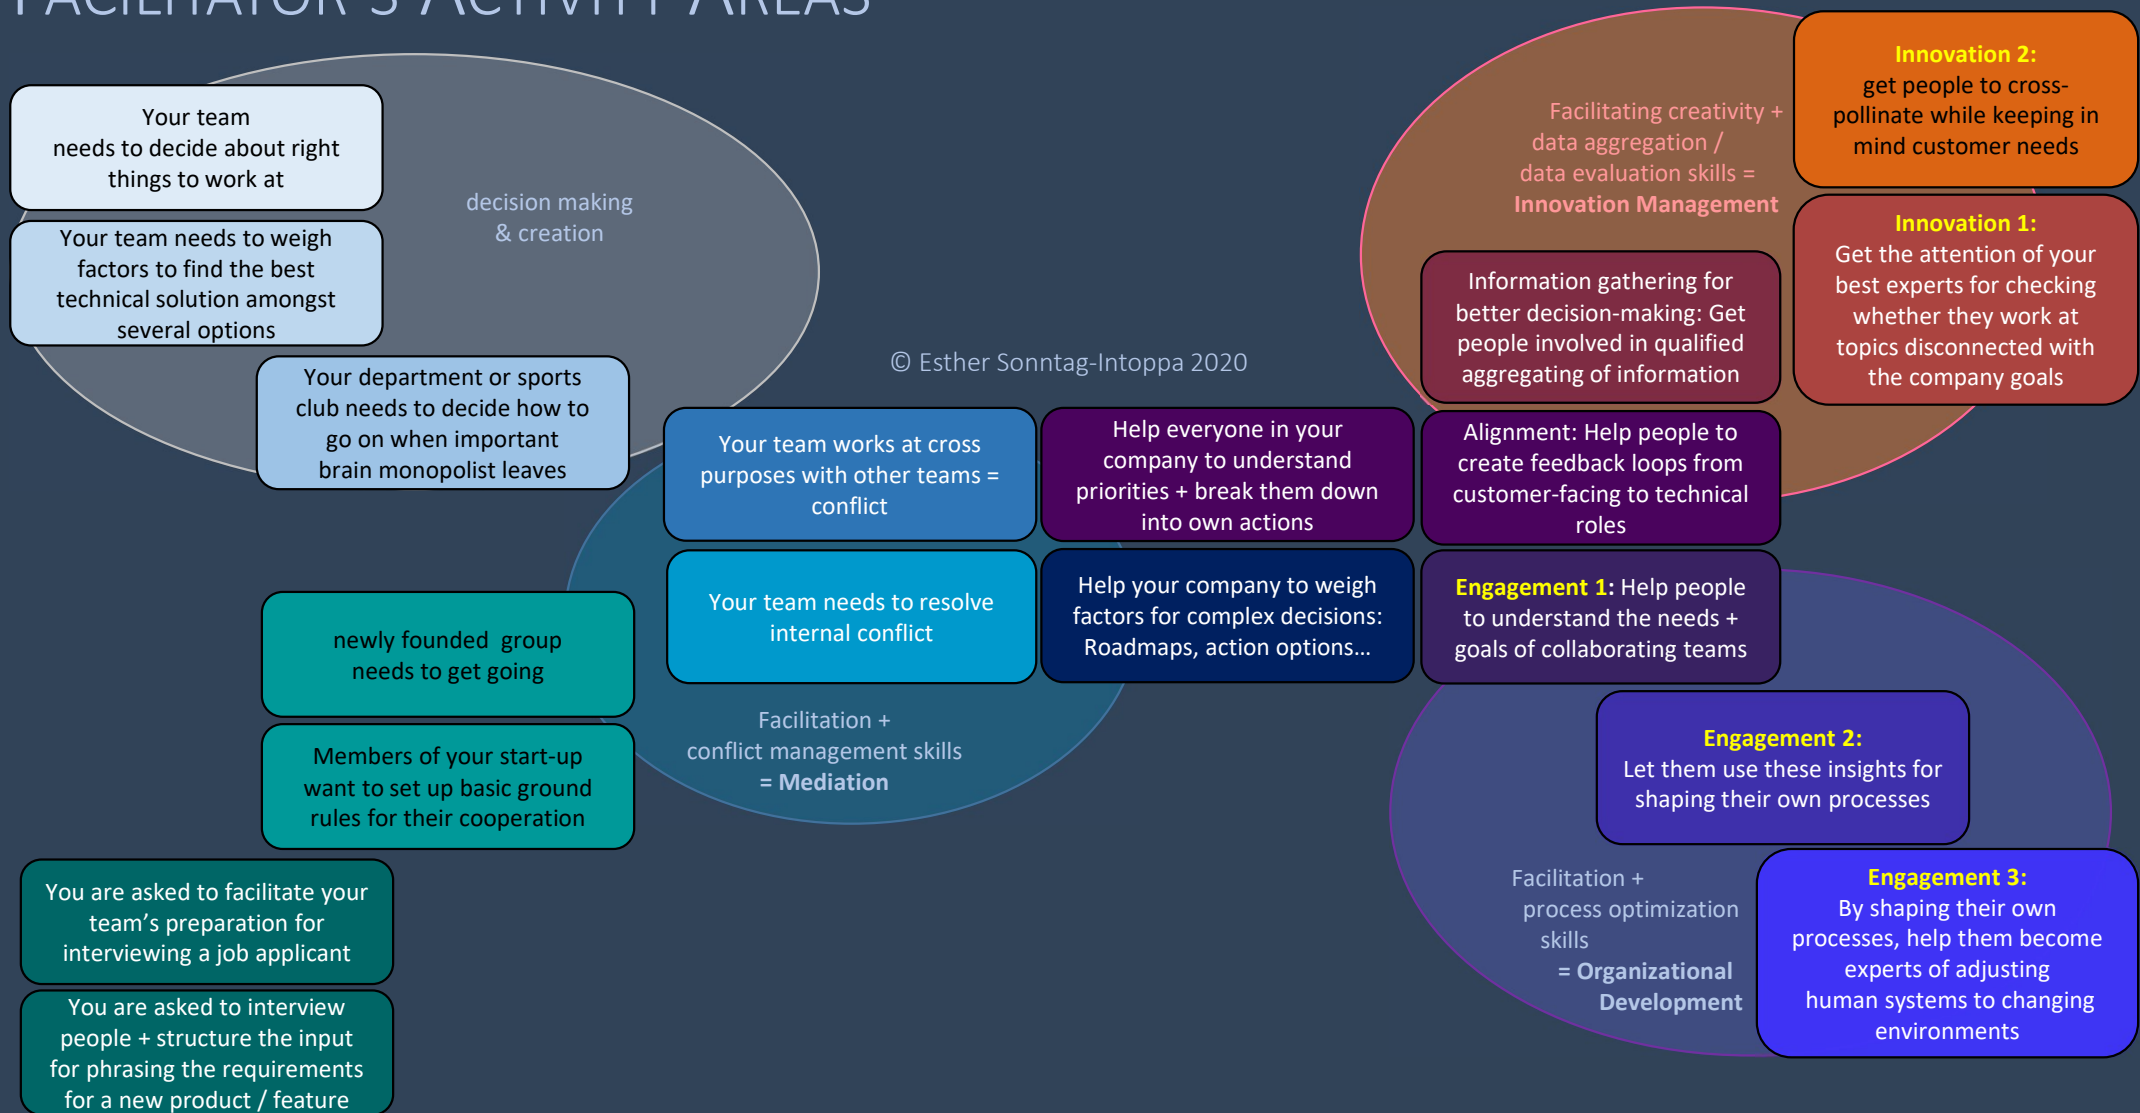 FACILITATOR'S ACTIVITY AREAS
Your team
needs to decide about right
things to work at
Your team needs to weigh
factors to find the best
technical solution amongst
several options
Your department or sports
club needs to decide how to
go on when important
brain monopolist leaves
decision making
& creation
© Esther Sonntag-Intoppa 2020
Your team works at cross
purposes with other teams =
conflict
Your team needs to resolve
internal conflict
Facilitation +
conflict management skills
= Mediation
newly founded group
needs to get going
Members of your start-up
want to set up basic ground
rules for their cooperation
You are asked to facilitate your
team's preparation for
interviewing a job applicant
You are asked to interview
people + structure the input
for phrasing the requirements
for a new product / feature
Help everyone in your
company to understand
priorities + break them down
into own actions
Help your company to weigh
factors for complex decisions:
Roadmaps, action options...
Facilitating creativity +
data aggregation /
data evaluation skills =
Innovation Management
Innovation 2:
get people to cross-
pollinate while keeping in
mind customer needs
Innovation 1:
Get the attention of your
best experts for checking
whether they work at
topics disconnected with
the company goals
Information gathering for
better decision-making: Get
people involved in qualified
aggregating of information
Alignment: Help people to
create feedback loops from
customer-facing to technical
roles
Engagement 1: Help people
to understand the needs +
goals of collaborating teams
Engagement 2:
Let them use these insights for
shaping their own processes
Facilitation +
process optimization
skills
= Organizational
Development
Engagement 3:
By shaping their own
processes, help them become
experts of adjusting
human systems to changing
environments